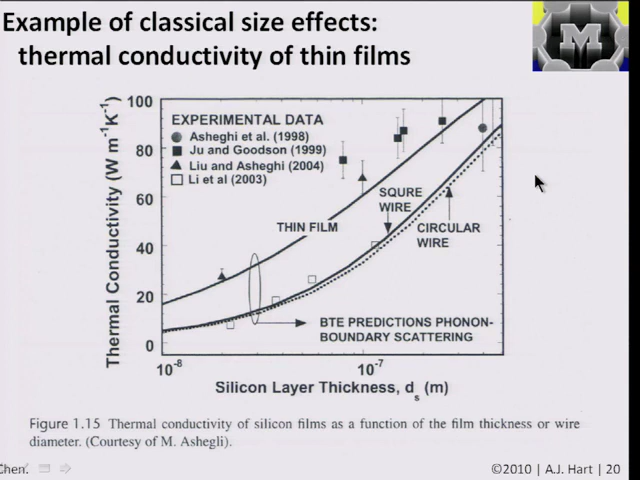 Example of classical size effects:
thermal conductivity of thin films
M
Thermal Conductivity (W m⁻¹K⁻¹)
100
80
60
40
20
0
EXPERIMENTAL DATA
Asheghi et al. (1998)
Ju and Goodson (1999)
Liu and Asheghi (2004)
Li et al (2003)
THIN FILM
SQURE
WIRE
CIRCULAR
WIRE
BTE PREDICTIONS PHONON-
BOUNDARY SCATTERING
10⁻⁸
10⁻⁷
Silicon Layer Thickness, dₛ (m)
Figure 1.15 Thermal conductivity of silicon films as a function of the film thickness or wire
diameter. (Courtesy of M. Ashegli).
Chen.
©2010 | A.J. Hart | 20